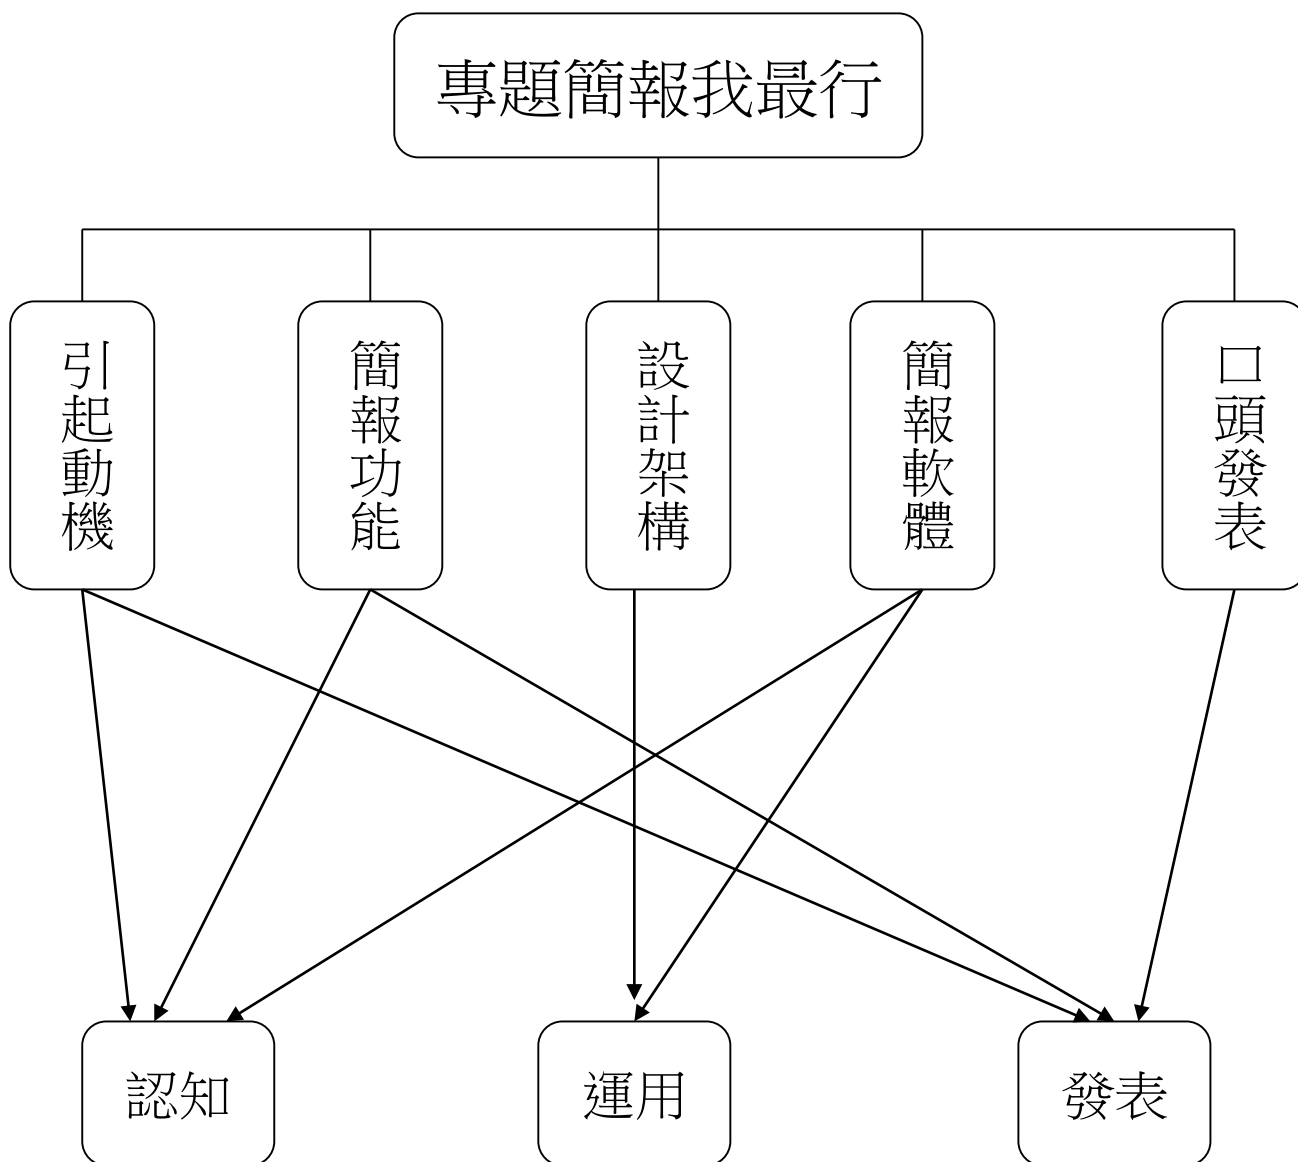 專題簡報我最行
引起動機
簡報功能
設計架構
簡報軟體
口頭發表
認知
運用
發表